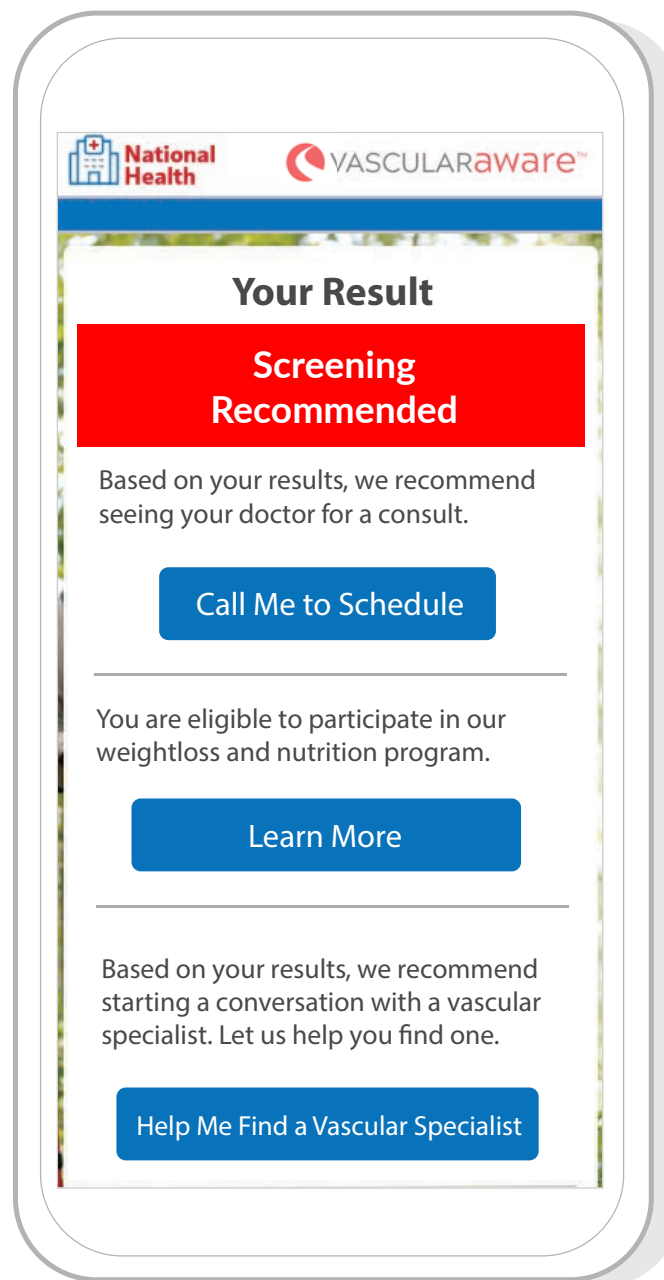 National
Health
VASCULARaware™
Your Result
Screening
Recommended
Based on your results, we recommend
seeing your doctor for a consult.
Call Me to Schedule
You are eligible to participate in our
weightloss and nutrition program.
Learn More
Based on your results, we recommend
starting a conversation with a vascular
specialist. Let us help you find one.
Help Me Find a Vascular Specialist